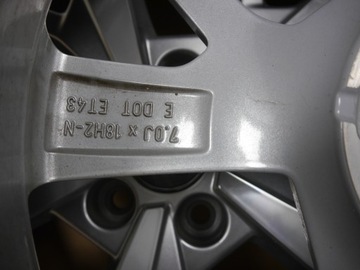 7.0J x 18H2-N
E DOT ET43